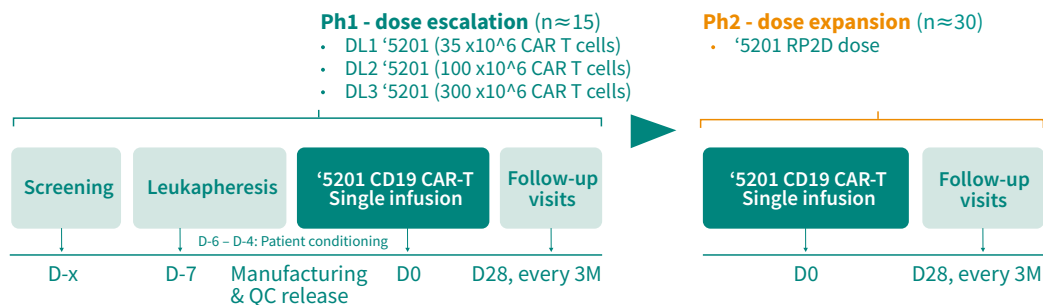 Ph1 - dose escalation (n≈15)
• DL1 ‘5201 (35 x10^6 CAR T cells)
• DL2 ‘5201 (100 x10^6 CAR T cells)
• DL3 ‘5201 (300 x10^6 CAR T cells)
Ph2 - dose expansion (n≈30)
• ‘5201 RP2D dose
Screening
Leukapheresis
‘5201 CD19 CAR-T
Single infusion
Follow-up
visits
D-6 – D-4: Patient conditioning
D-x
D-7
Manufacturing
& QC release
D0
D28, every 3M
‘5201 CD19 CAR-T
Single infusion
Follow-up
visits
D0
D28, every 3M